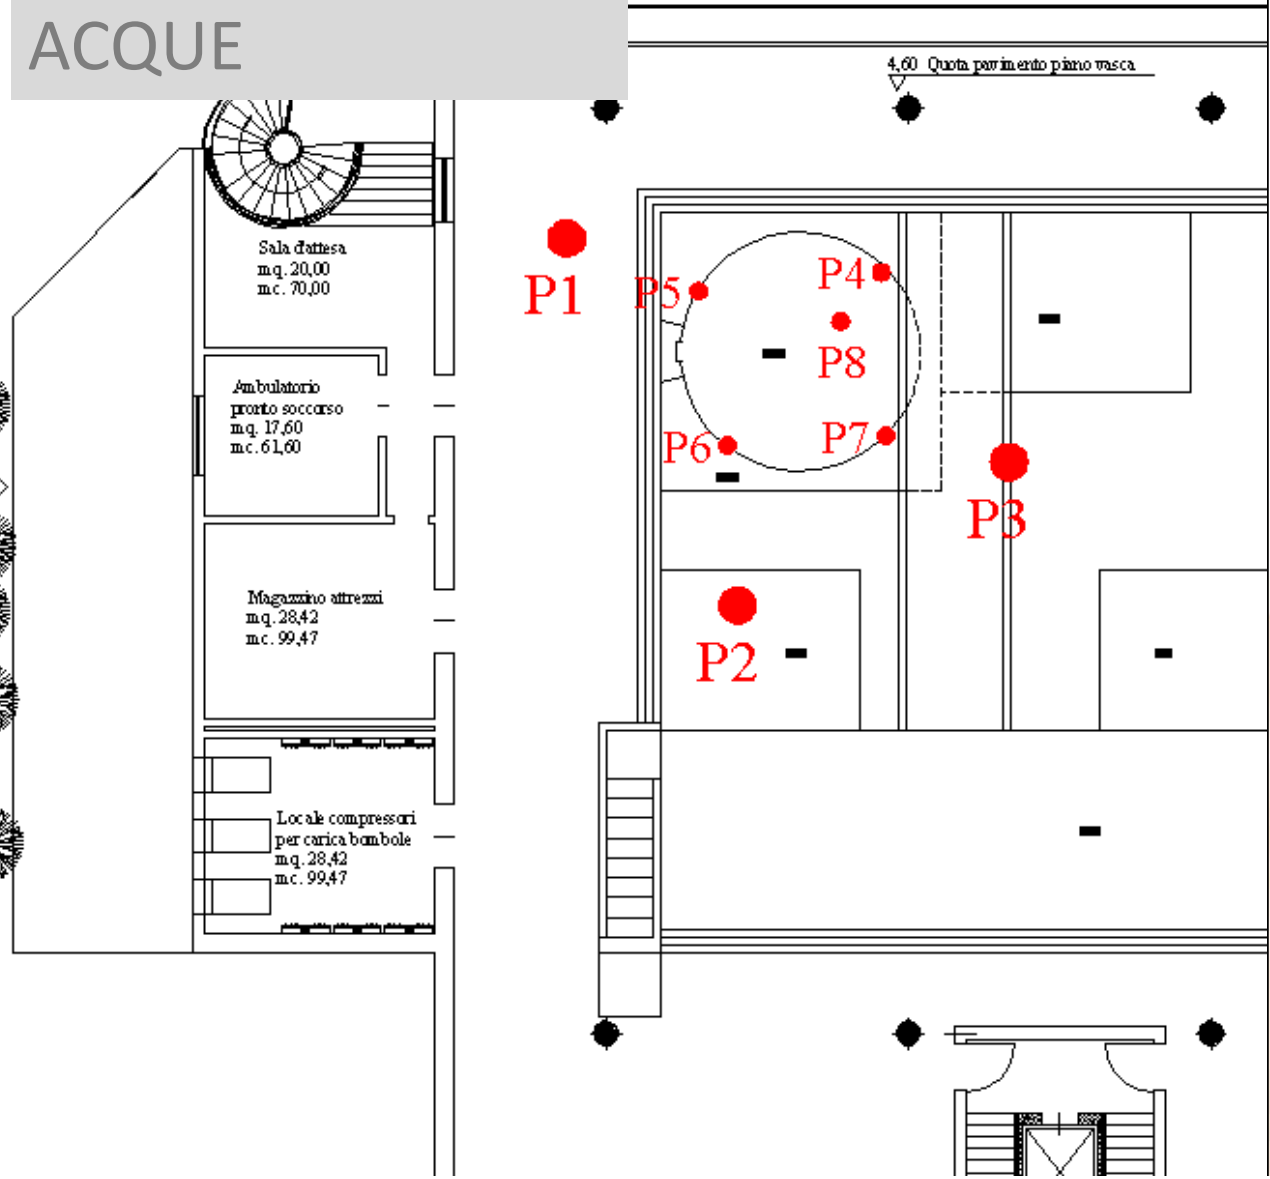 ACQUE
4,60 Quota pavimento piano vasca
Sala d'attesa
mq. 20,00
mc. 70,00
P1
P5
P4
P8
Ambulatorio
pronto soccorso
mq. 17,60
mc. 61,60
P6
P7
P3
Magazzino attrezzi
mq. 28,42
mc. 99,47
P2
Locale compressori
per carica bombole
mq. 28,42
mc. 99,47